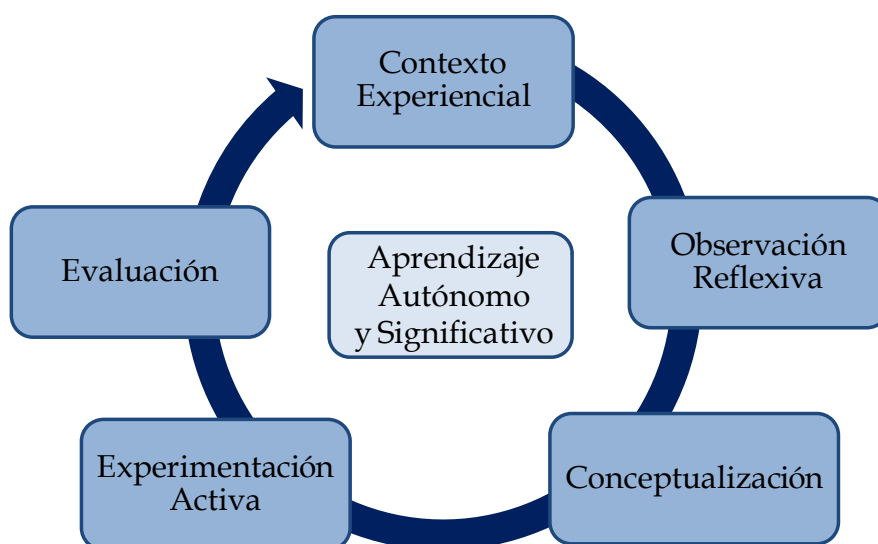 Contexto
Experiencial
Observación
Reflexiva
Conceptualización
Experimentación
Activa
Evaluación
Aprendizaje
Autónomo
y Significativo